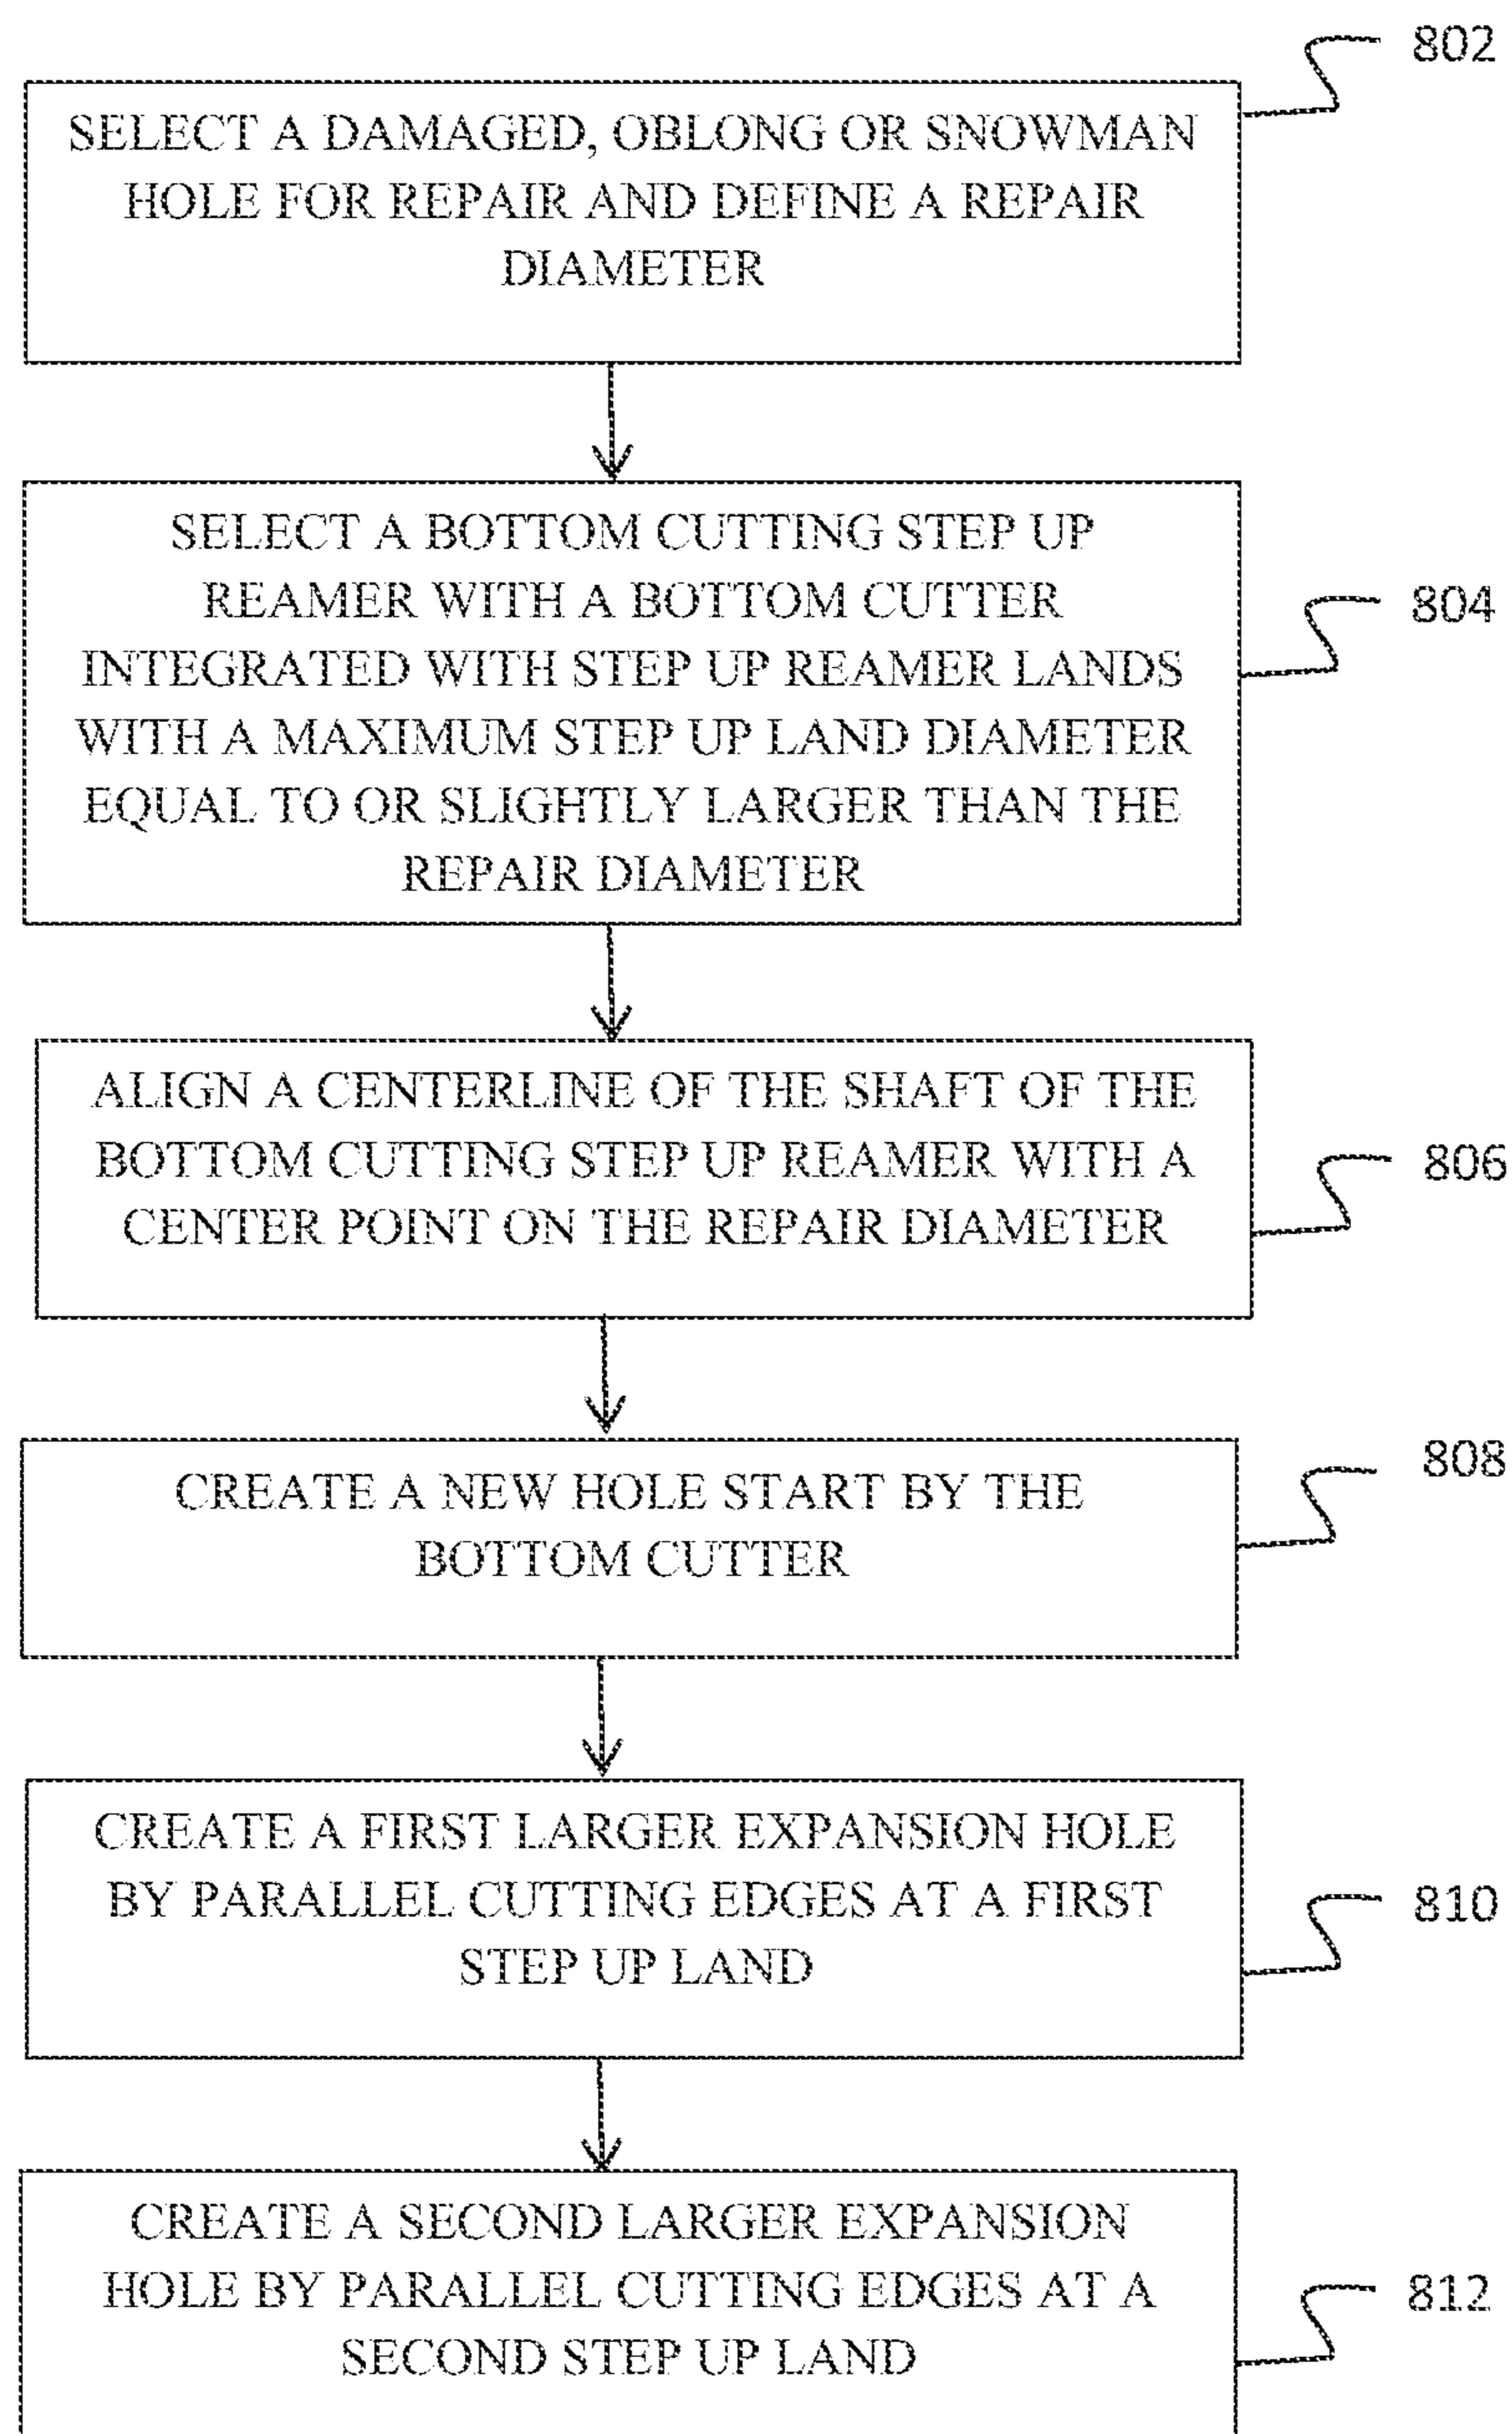 802
SELECT A DAMAGED, OBLONG OR SNOWMAN
HOLE FOR REPAIR AND DEFINE A REPAIR
DIAMETER
SELECT A BOTTOM CUTTING STEP UP
REAMER WITH A BOTTOM CUTTER
804
INTEGRATED WITH STEP UP REAMER LANDS
WITH A MAXIMUM STEP UP LAND DIAMETER
EQUAL TO OR SLIGHTLY LARGER THAN THE
REPAIR DIAMETER
ALIGN A CENTERLINE OF THE SHAFT OF THE
BOTTOM CUTTING STEP UP REAMER WITH A
806
CENTER POINT ON THE REPAIR DIAMETER
808
CREATE A NEW HOLE START BY THE
BOTTOM CUTTER
CREATE A FIRST LARGER EXPANSION HOLE
BY PARALLEL CUTTING EDGES AT A FIRST
810
STEP UP LAND
CREATE A SECOND LARGER EXPANSION
HOLE BY PARALLEL CUTTING EDGES AT A
812
SECOND STEP UP LAND